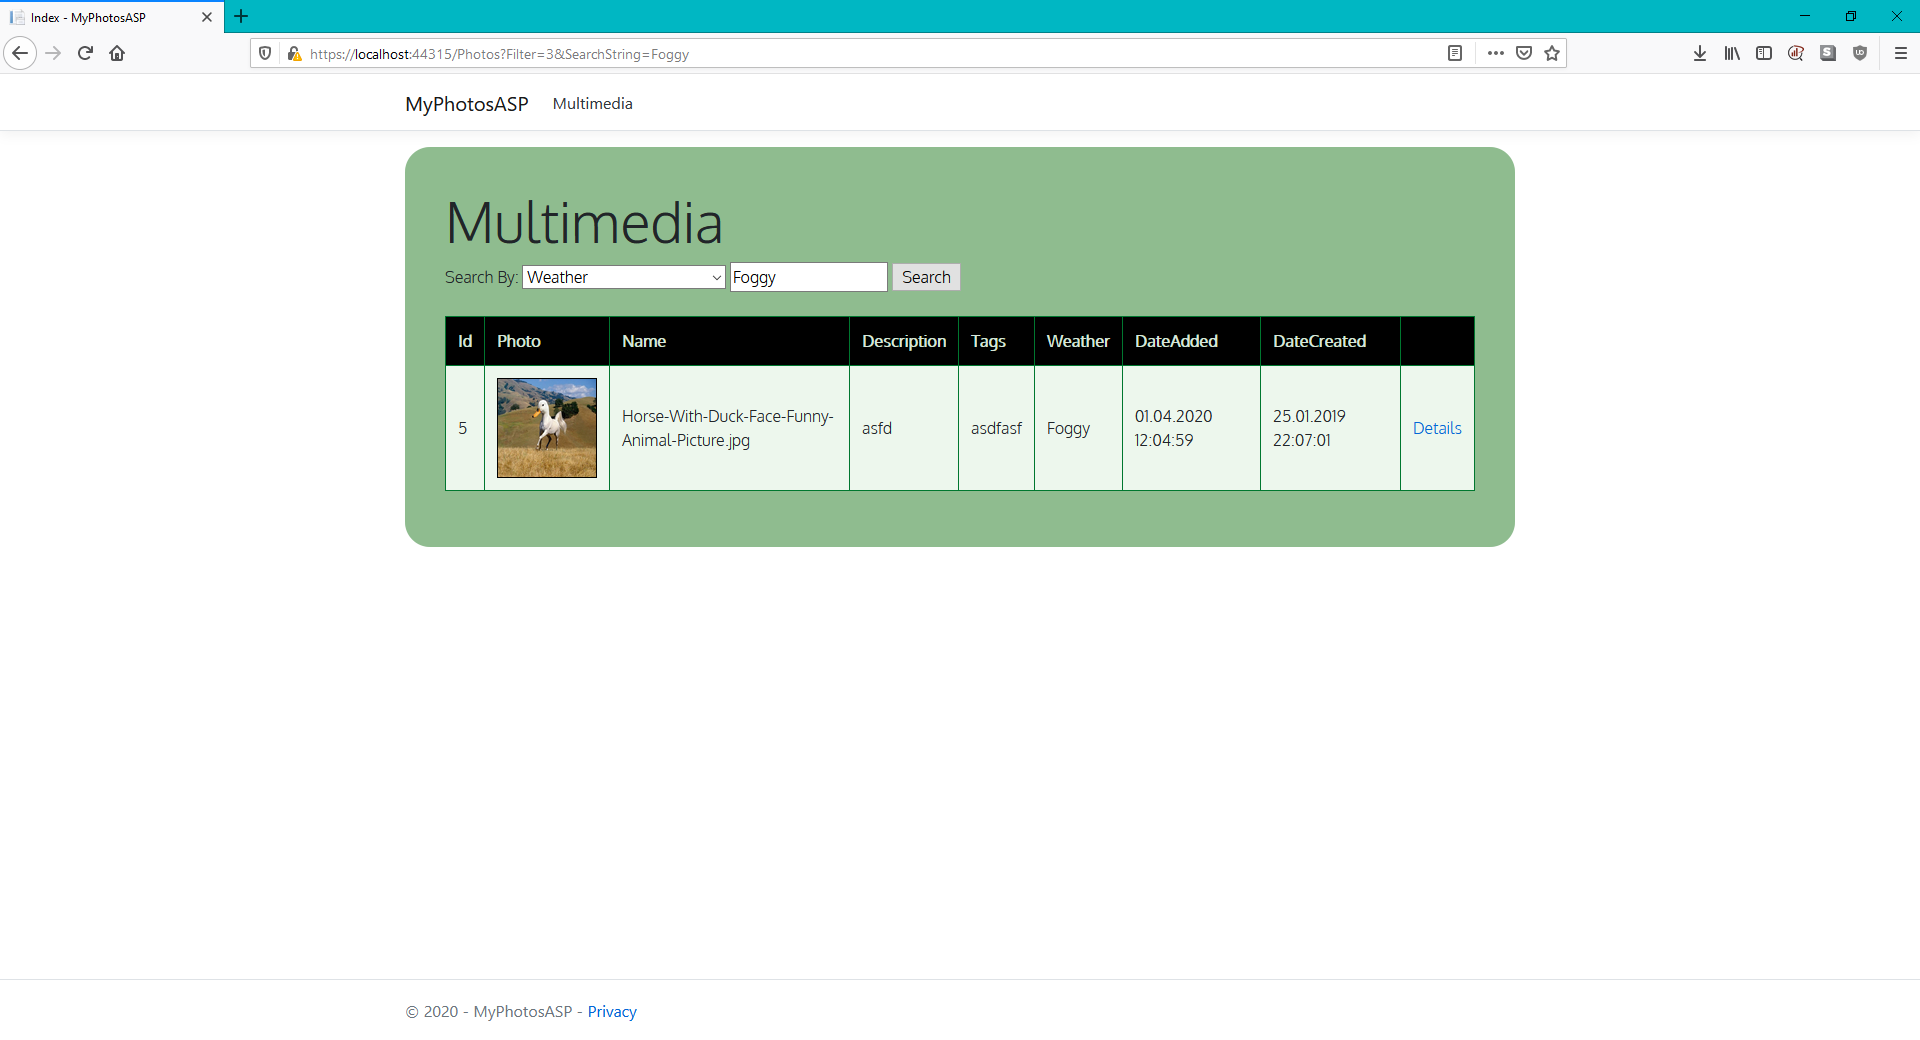 Index - MyPhotosASP
https://localhost:44315/Photos?Filter=3&SearchString=Foggy
MyPhotosASP Multimedia
Multimedia
Search By: Weather Foggy Search
Id Photo Name Description Tags Weather DateAdded DateCreated
5 Horse-With-Duck-Face-Funny-Animal-Picture.jpg asfd asdfasf Foggy 01.04.2020 12:04:59 25.01.2019 22:07:01 Details
© 2020 - MyPhotosASP - Privacy